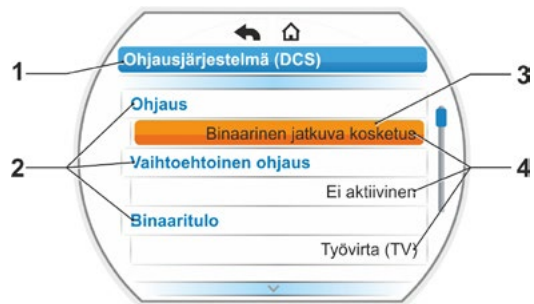 Ohjausjärjestelmä (DCS)
1
3
Ohjaus
Binaarinen jatkuva kosketus
2
Vaihtoehtoinen ohjaus
4
Ei aktiivinen
Binaaritulo
Työvirta (TV)